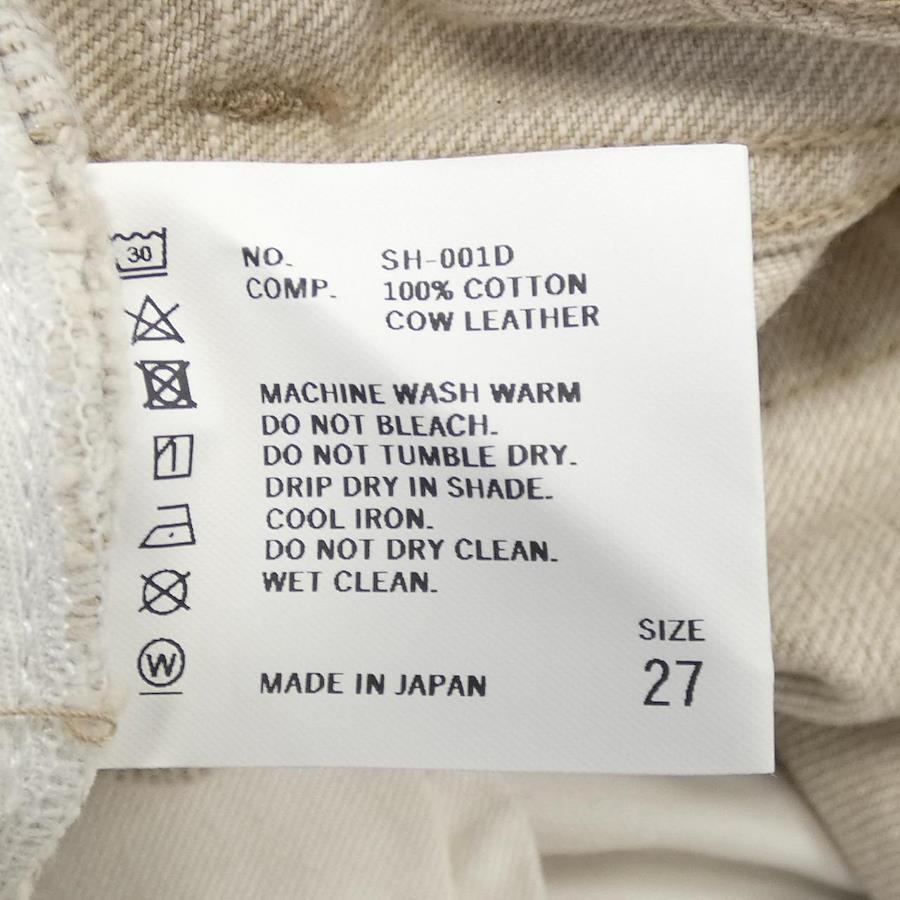 30
NO. SH-001D
COMP. 100% COTTON
COW LEATHER
MACHINE WASH WARM
DO NOT BLEACH.
DO NOT TUMBLE DRY.
DRIP DRY IN SHADE.
COOL IRON.
DO NOT DRY CLEAN.
WET CLEAN.
W
MADE IN JAPAN
SIZE
27